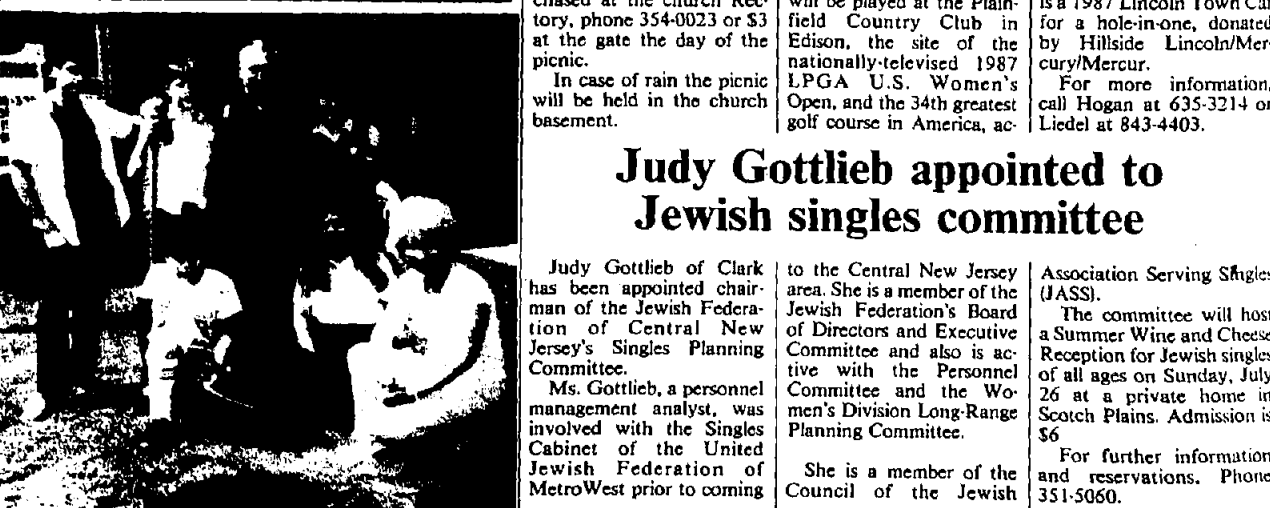 chased at the church Rec-
tory, phone 354-0023 or $3
at the gate the day of the
picnic.
In case of rain the picnic
will be held in the church
basement.
will be played at the Plain-
field Country Club in
Edison, the site of the
nationally-televised 1987
LPGA U.S. Women's
Open, and the 34th greatest
golf course in America, ac-
is a 1987 Lincoln Town Car
for a hole-in-one, donated
by Hillside Lincoln/Mer-
cury/Mercur.
For more information,
call Hogan at 635-3214 or
Liedel at 843-4403.
Judy Gottlieb appointed to
Jewish singles committee
Judy Gottlieb of Clark
has been appointed chair-
man of the Jewish Federa-
tion of Central New
Jersey's Singles Planning
Committee.
Ms. Gottlieb, a personnel
management analyst, was
involved with the Singles
Cabinet of the United
Jewish Federation of
MetroWest prior to coming
to the Central New Jersey
area. She is a member of the
Jewish Federation's Board
of Directors and Executive
Committee and also is ac-
tive with the Personnel
Committee and the Wo-
men's Division Long-Range
Planning Committee.
She is a member of the
Council of the Jewish
Association Serving Singles
(JASS).
The committee will host
a Summer Wine and Cheese
Reception for Jewish singles
of all ages on Sunday, July
26 at a private home in
Scotch Plains. Admission is
$6
For further information
and reservations. Phone
351-5060.